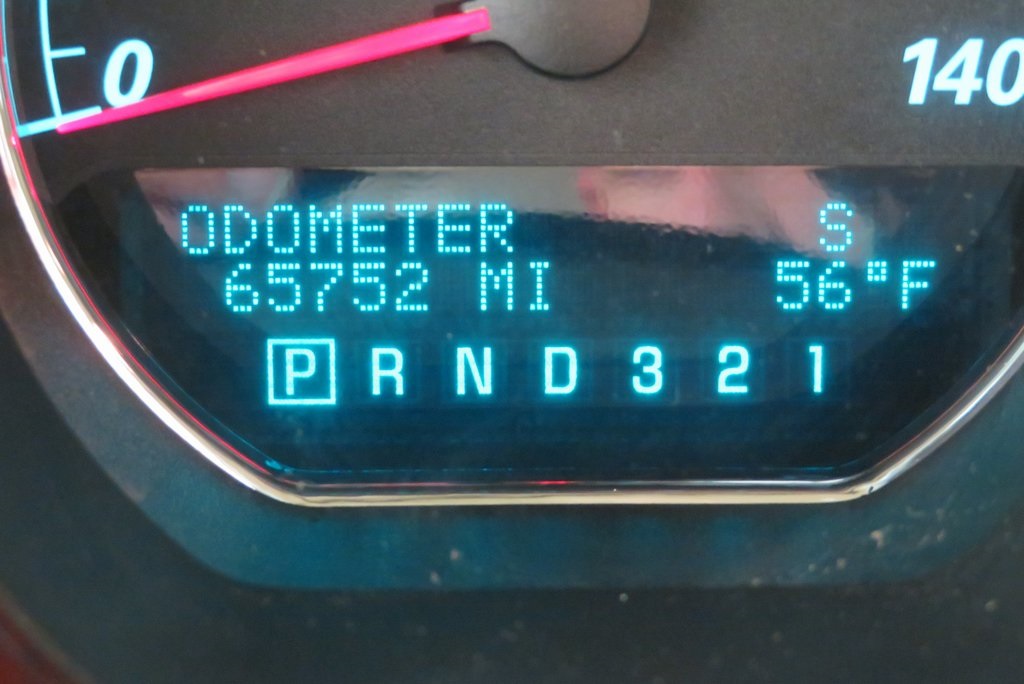 0 140
ODOMETER S
65752 MI 56°F
P R N D 3 2 1